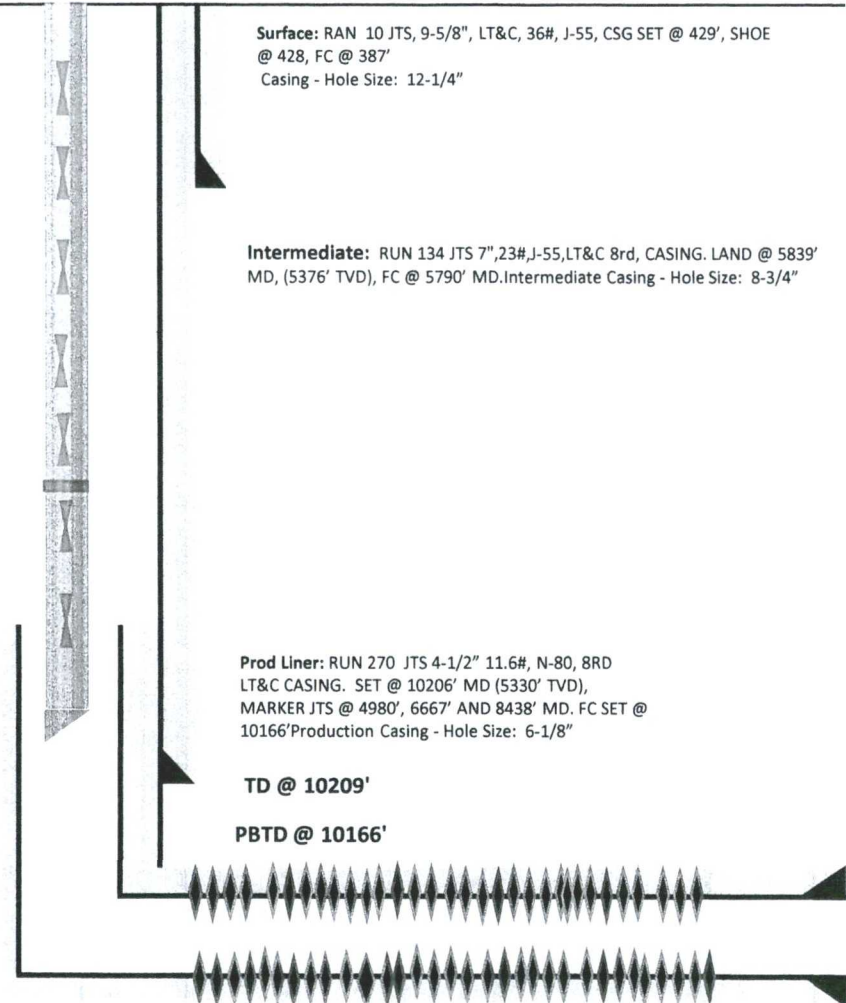 Surface: RAN 10 JTS, 9-5/8", LT&C, 36#, J-55, CSG SET @ 429', SHOE
@ 428, FC @ 387'
Casing - Hole Size: 12-1/4"
Intermediate: RUN 134 JTS 7",23#,J-55,LT&C 8rd, CASING. LAND @ 5839'
MD, (5376' TVD), FC @ 5790' MD.Intermediate Casing - Hole Size: 8-3/4"
Prod Liner: RUN 270 JTS 4-1/2" 11.6#, N-80, 8RD
LT&C CASING. SET @ 10206' MD (5330' TVD),
MARKER JTS @ 4980', 6667' AND 8438' MD. FC SET @
10166'Production Casing - Hole Size: 6-1/8"
TD @ 10209'
PBTD @ 10166'